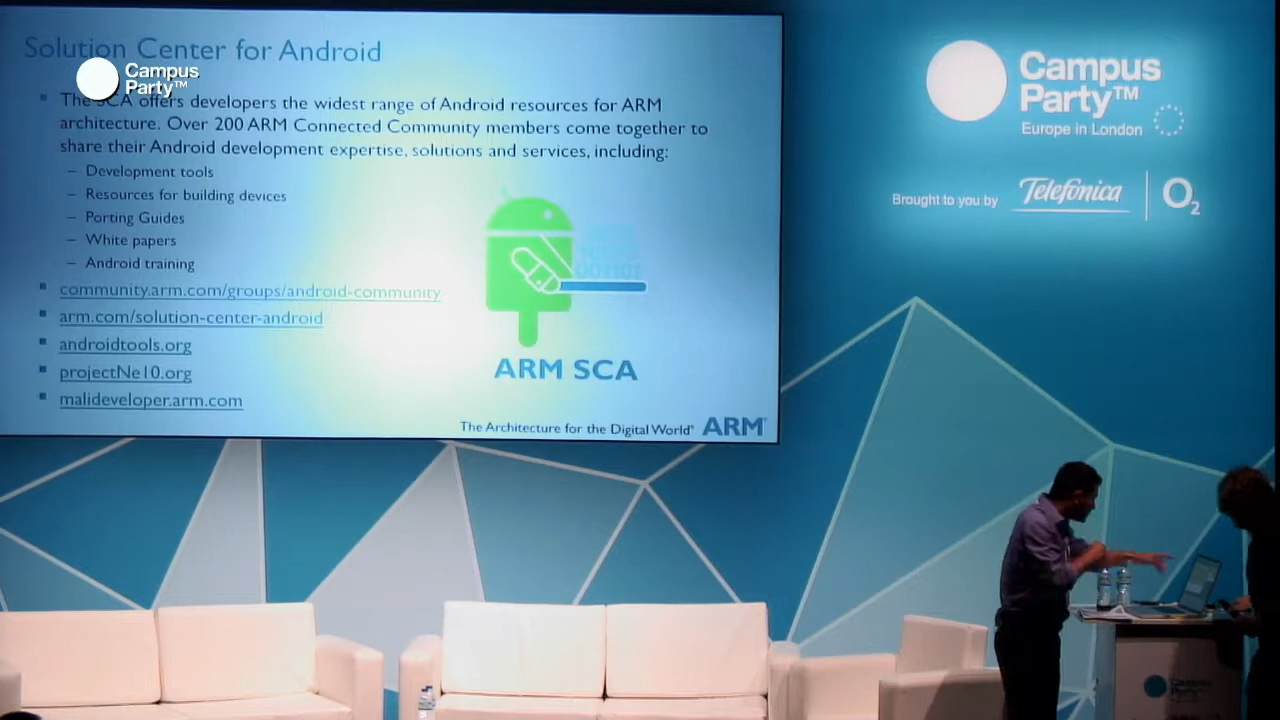 Solution Center for Android
Campus
Party™
The SCA offers developers the widest range of Android resources for ARM
architecture. Over 200 ARM Connected Community members come together to
share their Android development expertise, solutions and services, including:
– Development tools
– Resources for building devices
– Porting Guides
– White papers
– Android training
community.arm.com/groups/android-community
arm.com/solution-center-android
androidtools.org
projectNe10.org
malideveloper.arm.com
ARM SCA
The Architecture for the Digital World® ARM®
Campus
Party™
Europe in London
Brought to you by Telefónica O2
Campus
Party™